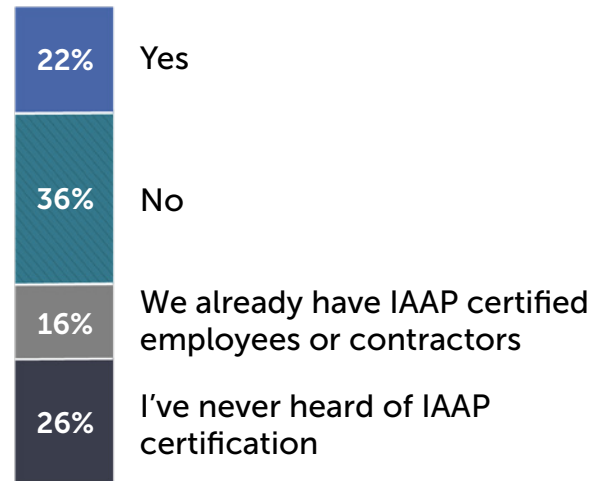 22% Yes
36% No
16% We already have IAAP certified
employees or contractors
26% I've never heard of IAAP
certification